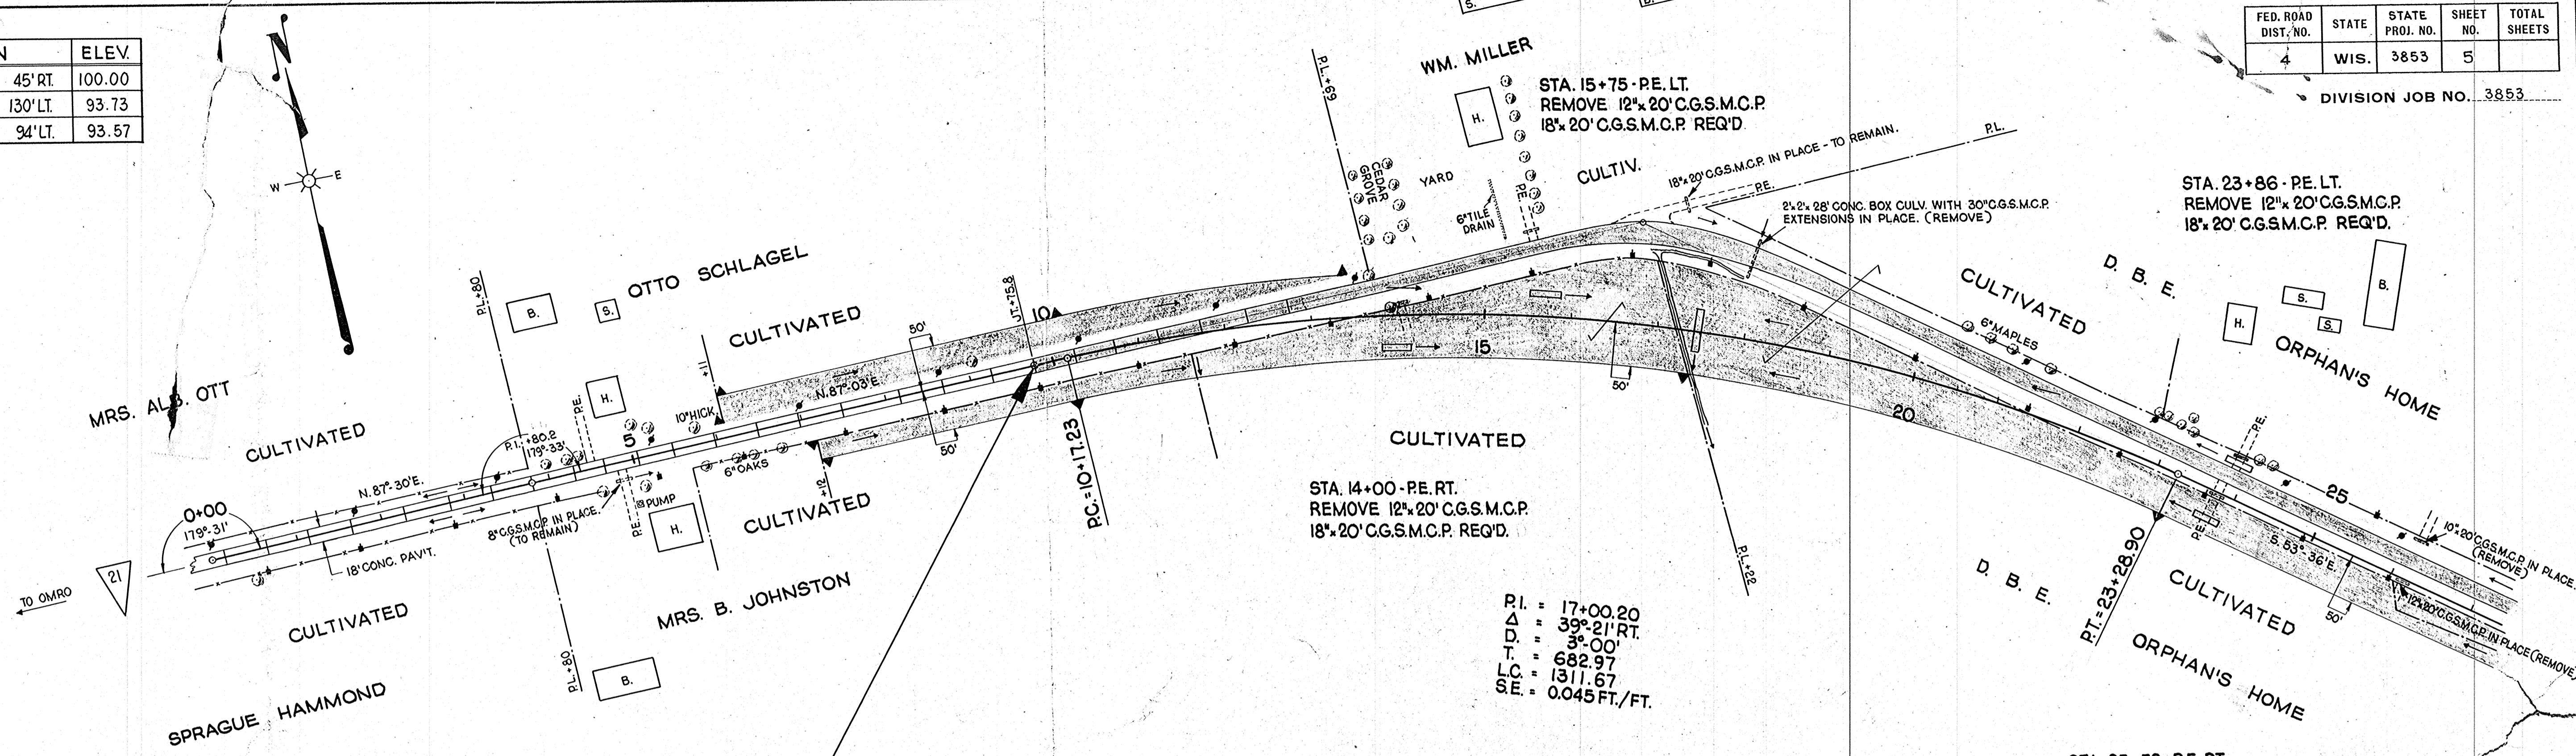 N ELEV.
45'RT. 100.00
130'LT. 93.73
94'LT. 93.57
N
W E
FED. ROAD DIST. NO. STATE STATE PROJ. NO. SHEET NO. TOTAL SHEETS
4 WIS. 3853 5
DIVISION JOB NO. 3853
S.
WM. MILLER
P.L.+69
H.
STA. 15+75-P.E. LT.
REMOVE 12"x 20' C.G.S.M.C.P.
18"x 20' C.G.S.M.C.P. REQ'D.
CEDAR
GROVE
YARD
6" TILE
DRAIN
P.E.
CULTIV.
18"x 20' C.G.S.M.C.P. IN PLACE - TO REMAIN.
P.L.
P.E.
2'x 2'x 28' CONC. BOX CULV. WITH 30" C.G.S.M.C.P.
EXTENSIONS IN PLACE. (REMOVE)
STA. 23+86-P.E. LT.
REMOVE 12"x 20' C.G.S.M.C.P.
18"x 20' C.G.S.M.C.P. REQ'D.
D. B. E.
CULTIVATED
6" MAPLES
H.
S.
S.
B.
ORPHAN'S HOME
P.L.+80
B.
S.
OTTO SCHLAGEL
CULTIVATED
+11
50'
JT.+75.8
10
MRS. ALB. OTT
CULTIVATED
P.E.
H.
10" HICK.
N.87°-03'E.
P.I.+80.2
179°-33'
5
50'
15
50'
20
P.E.
25
N.87°-30'E.
0+00
179°-31'
18' CONC. PAV'T.
8" C.G.S.M.C.P. IN PLACE.
(TO REMAIN)
P.E.
PUMP
H.
6" OAKS
+12
CULTIVATED
P.C.=10+17.23
CULTIVATED
STA. 14+00-P.E. RT.
REMOVE 12"x 20' C.G.S.M.C.P.
18"x 20' C.G.S.M.C.P. REQ'D.
P.L.+22
P.E.
S.53°-36'E.
50'
10"x 20' C.G.S.M.C.P. IN PLACE.
(REMOVE)
12"x 20' C.G.S.M.C.P. IN PLACE (REMOVE
P.T.=23+28.90
D. B. E.
CULTIVATED
ORPHAN'S HOME
21
TO OMRO
CULTIVATED
SPRAGUE HAMMOND
P.L.+80
B.
MRS. B. JOHNSTON
P.I. = 17+00.20
Δ = 39°-21' RT.
D. = 3°-00'
T. = 682.97
L.C. = 1311.67
S.E. = 0.045 FT./FT.